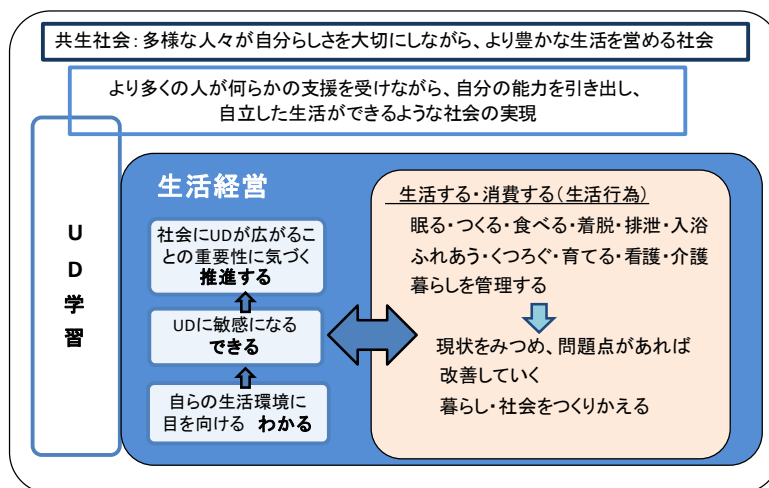 共生社会：多様な人々が自分らしさを大切にしながら、より豊かな生活を営める社会
より多くの人が何らかの支援を受けながら、自分の能力を引き出し、
自立した生活ができるような社会の実現
UD学習
生活経営
社会にUDが広がるこ
との重要性に気づく
推進する
UDに敏感になる
できる
自らの生活環境に
目を向ける　わかる
生活する・消費する（生活行為）
眠る・つくる・食べる・着脱・排泄・入浴
ふれあう・くつろぐ・育てる・看護・介護
暮らしを管理する
現状をみつめ、問題点があれば
改善していく
暮らし・社会をつくりかえる